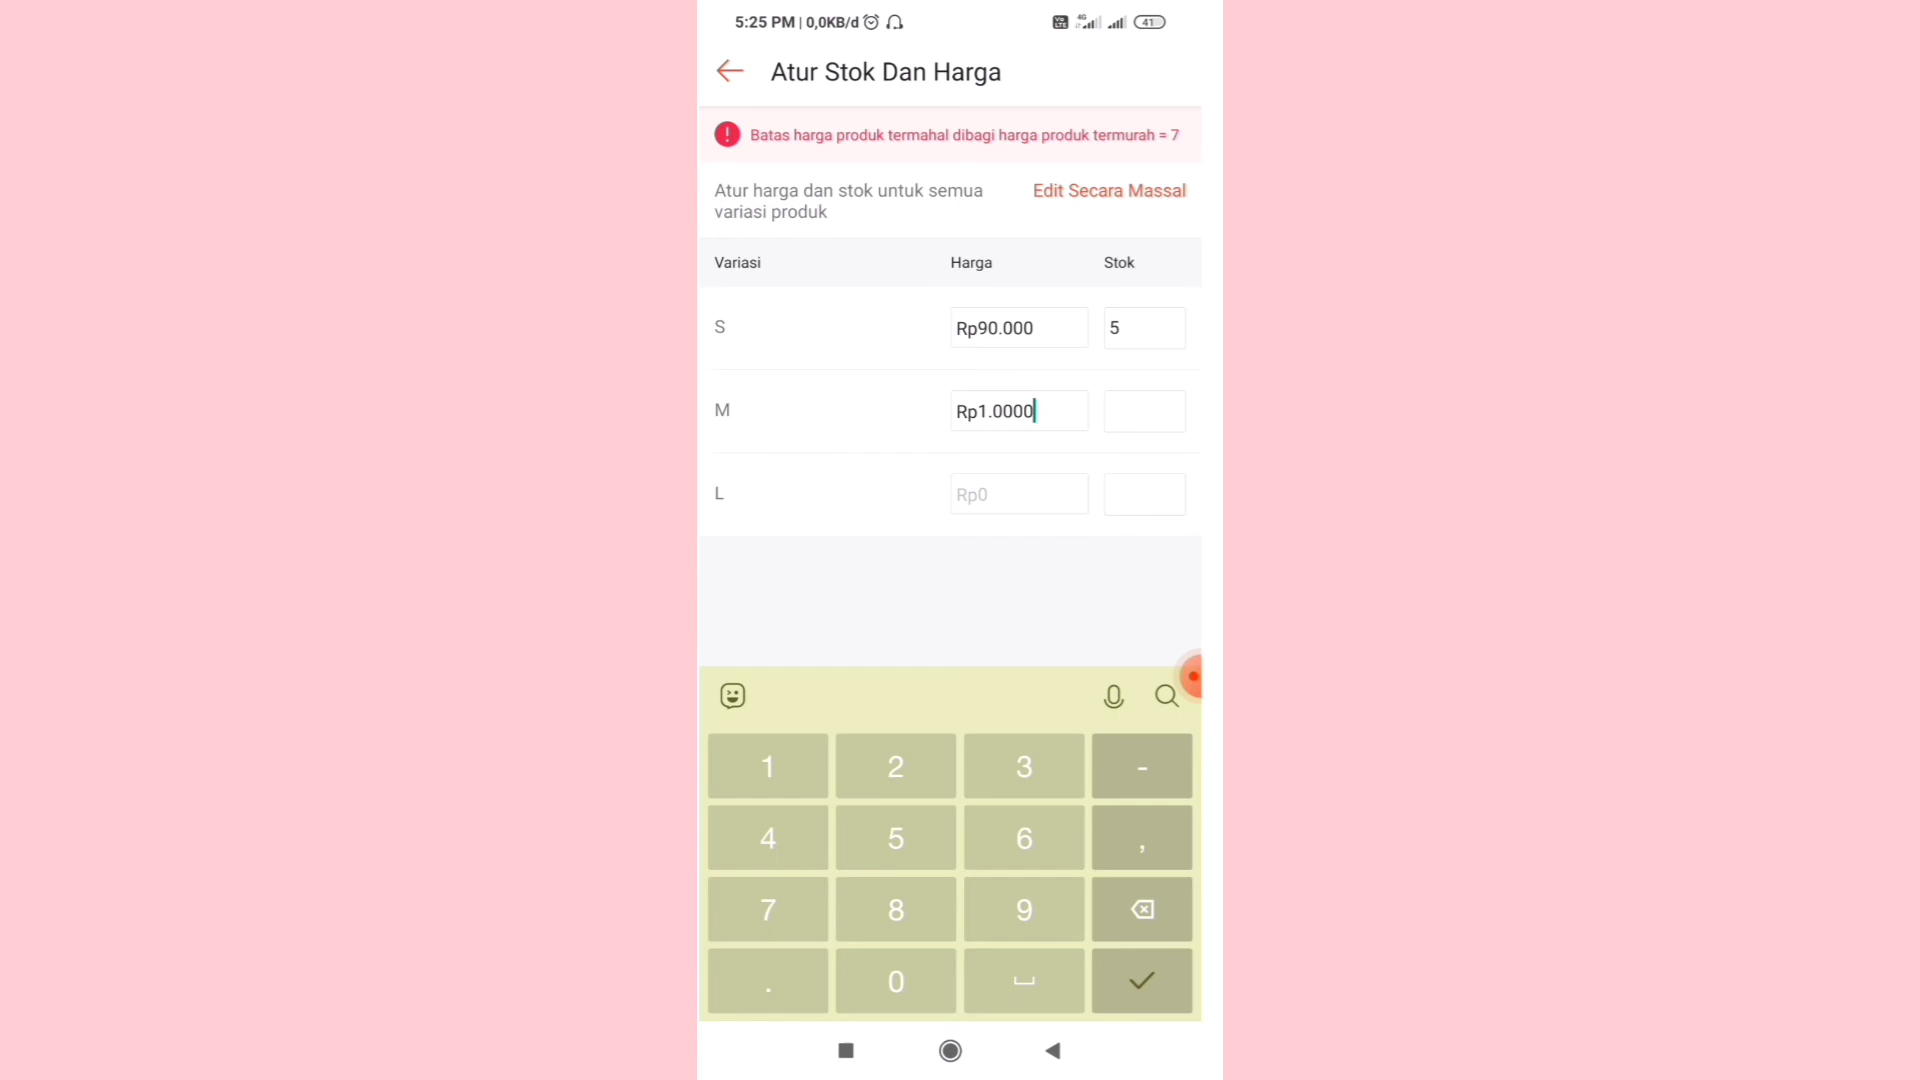 5:25 PM | 0,0KB/d 4G 41
Atur Stok Dan Harga
! Batas harga produk termahal dibagi harga produk termurah = 7
Atur harga dan stok untuk semua variasi produk
Edit Secara Massal
Variasi Harga Stok
S Rp90.000 5
M Rp1.0000
L Rp0
1 2 3 -
4 5 6 ,
7 8 9
. 0